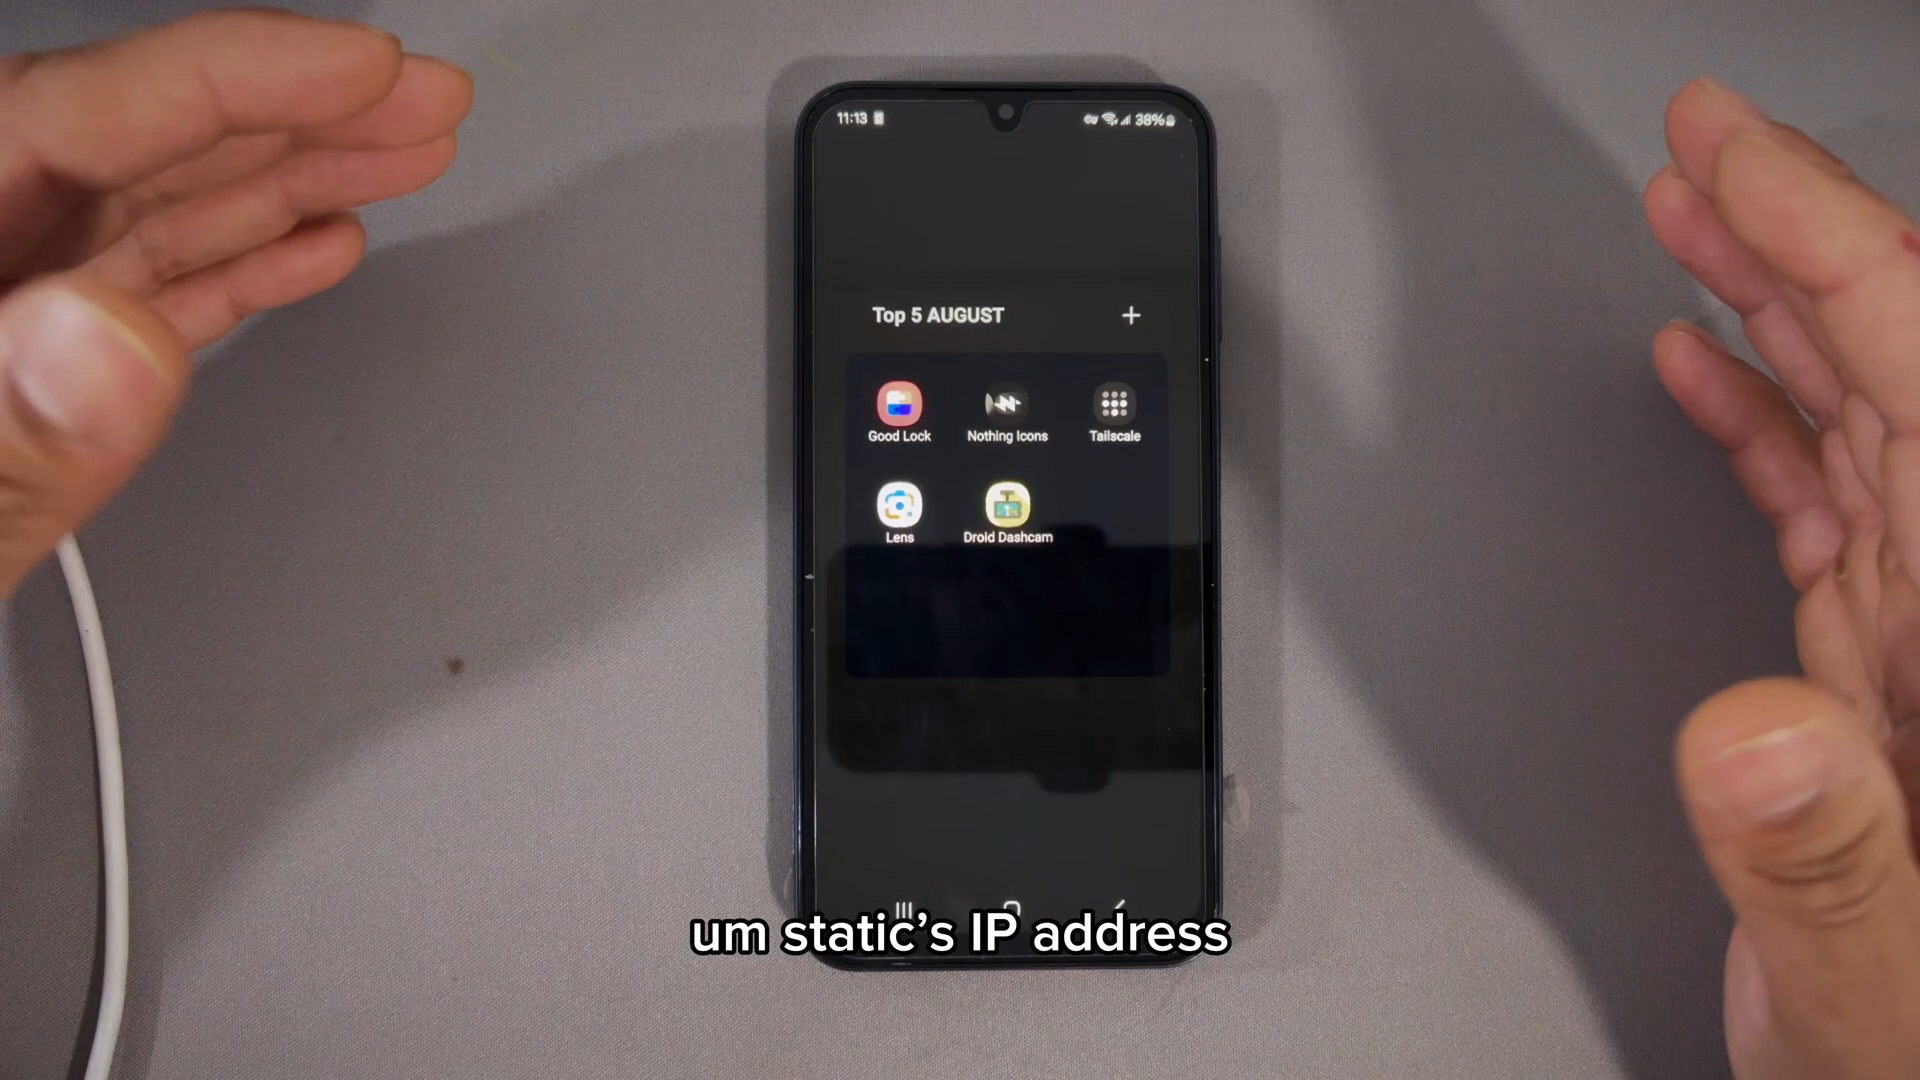 11:13
38%
Top 5 AUGUST +
Good Lock
Nothing Icons
Tailscale
Lens
Droid Dashcam
um static’s IP address